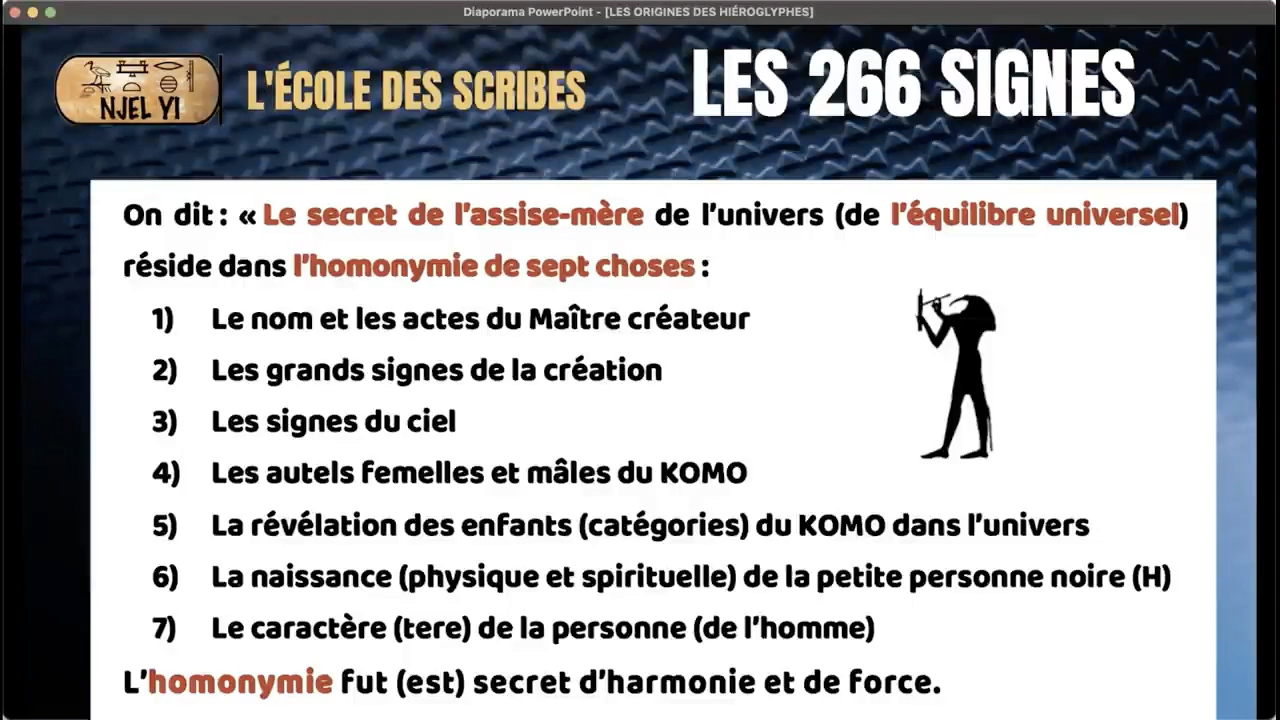 Diaporama PowerPoint - [LES ORIGINES DES HIÉROGLYPHES]
NJEL YI
L'ÉCOLE DES SCRIBES
LES 266 SIGNES
On dit : « Le secret de l'assise-mère de l'univers (de l'équilibre universel)
réside dans l'homonymie de sept choses :
1) Le nom et les actes du Maître créateur
2) Les grands signes de la création
3) Les signes du ciel
4) Les autels femelles et mâles du KOMO
5) La révélation des enfants (catégories) du KOMO dans l'univers
6) La naissance (physique et spirituelle) de la petite personne noire (H)
7) Le caractère (tere) de la personne (de l'homme)
L'homonymie fut (est) secret d'harmonie et de force.